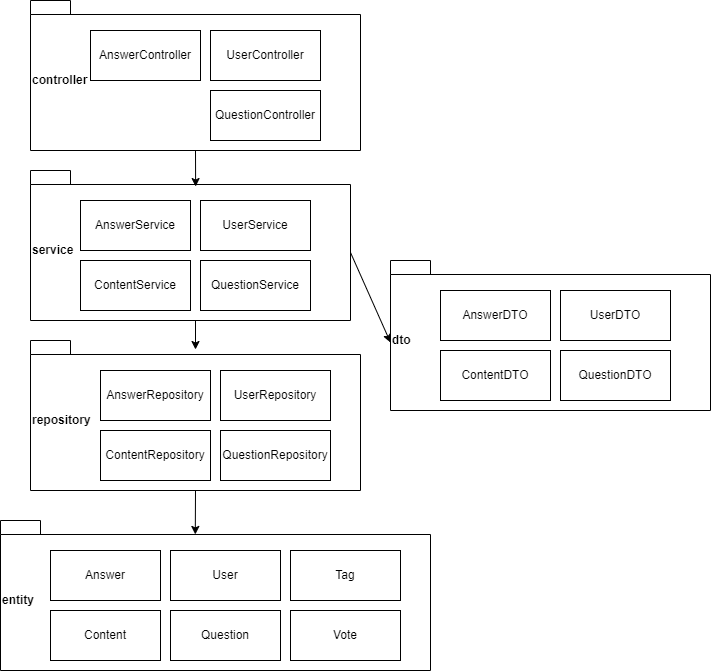 AnswerController
UserController
controller
QuestionController
AnswerService
UserService
service
ContentService
QuestionService
AnswerDTO
UserDTO
dto
ContentDTO
QuestionDTO
AnswerRepository
UserRepository
repository
ContentRepository
QuestionRepository
Answer
User
Tag
entity
Content
Question
Vote